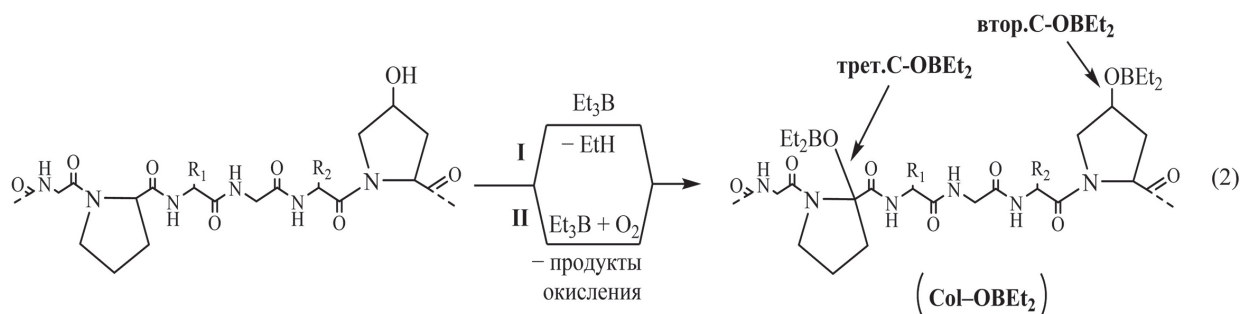 втор.C-OBEt₂
трет.C-OBEt₂
OH
Et₃B
OBEt₂
I
– EtH
Et₂BO
O H N O N O H N R₁ O H N O N H O R₂ O H N O N O
II
Et₃B + O₂
– продукты
окисления
O H N O N O H N R₁ O H N O N H O R₂ O H N O N O
(2)
(Col–OBEt₂)